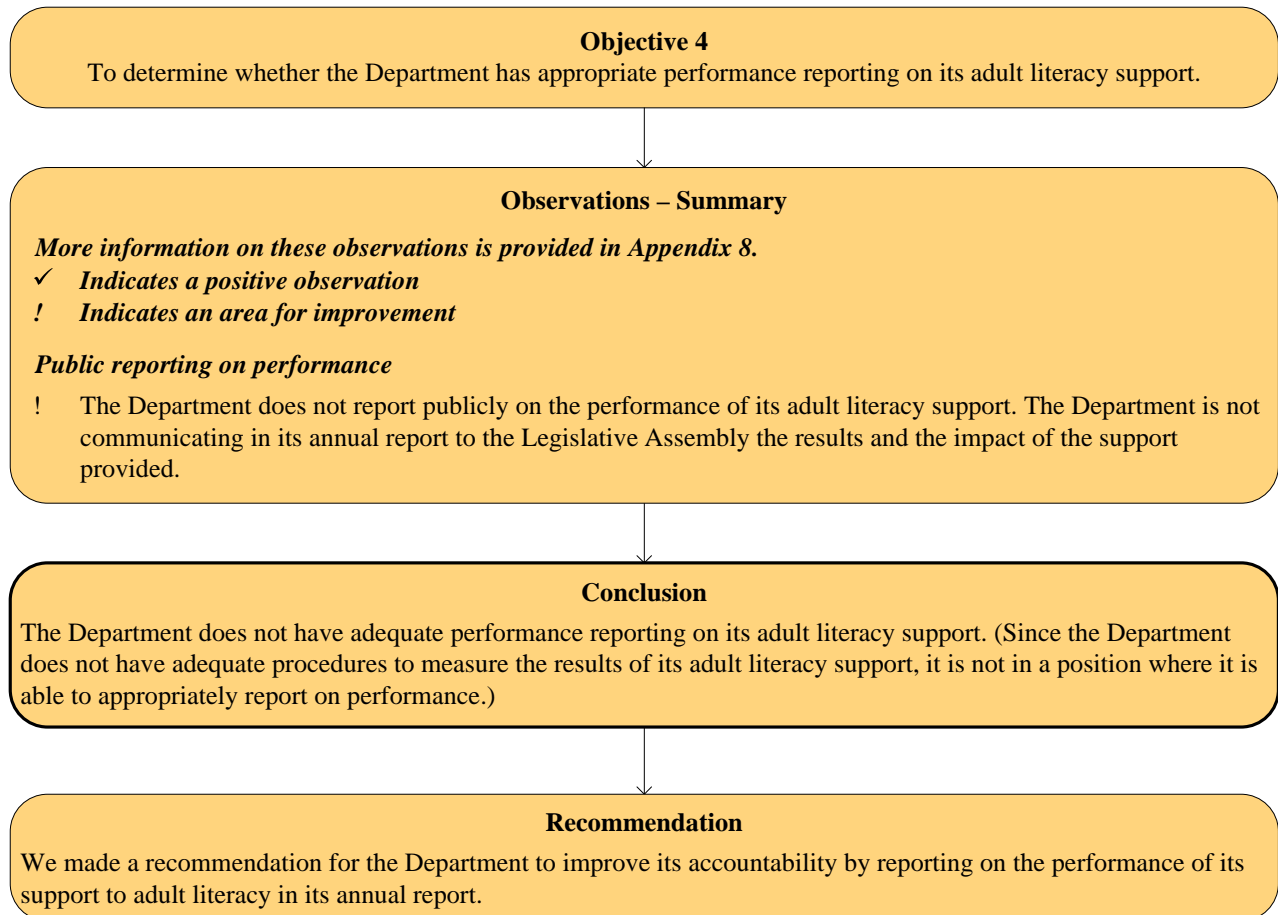 Objective 4
To determine whether the Department has appropriate performance reporting on its adult literacy support.
Observations – Summary
More information on these observations is provided in Appendix 8.
✓ Indicates a positive observation
! Indicates an area for improvement
Public reporting on performance
! The Department does not report publicly on the performance of its adult literacy support. The Department is not
communicating in its annual report to the Legislative Assembly the results and the impact of the support
provided.
Conclusion
The Department does not have adequate performance reporting on its adult literacy support. (Since the Department
does not have adequate procedures to measure the results of its adult literacy support, it is not in a position where it is
able to appropriately report on performance.)
Recommendation
We made a recommendation for the Department to improve its accountability by reporting on the performance of its
support to adult literacy in its annual report.